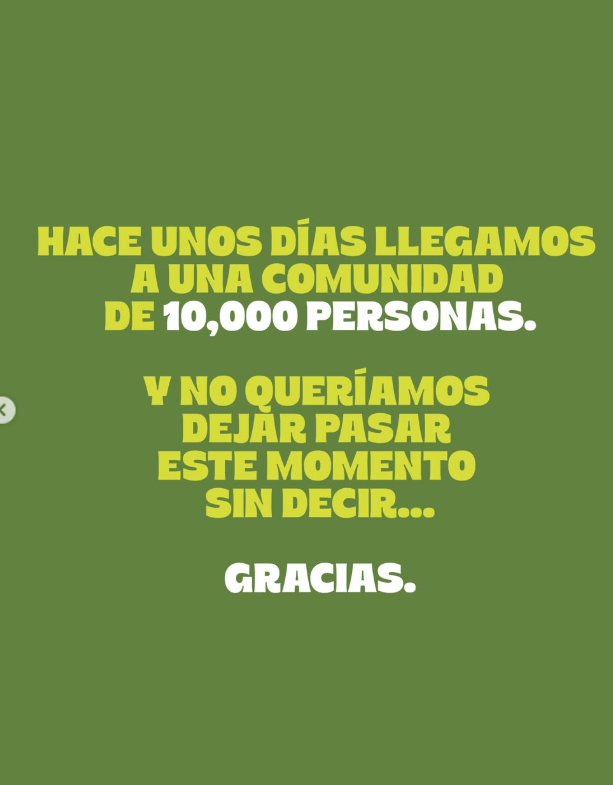 HACE UNOS DÍAS LLEGAMOS
A UNA COMUNIDAD
DE 10,000 PERSONAS.
Y NO QUERÍAMOS
DEJAR PASAR
ESTE MOMENTO
SIN DECIR...
GRACIAS.